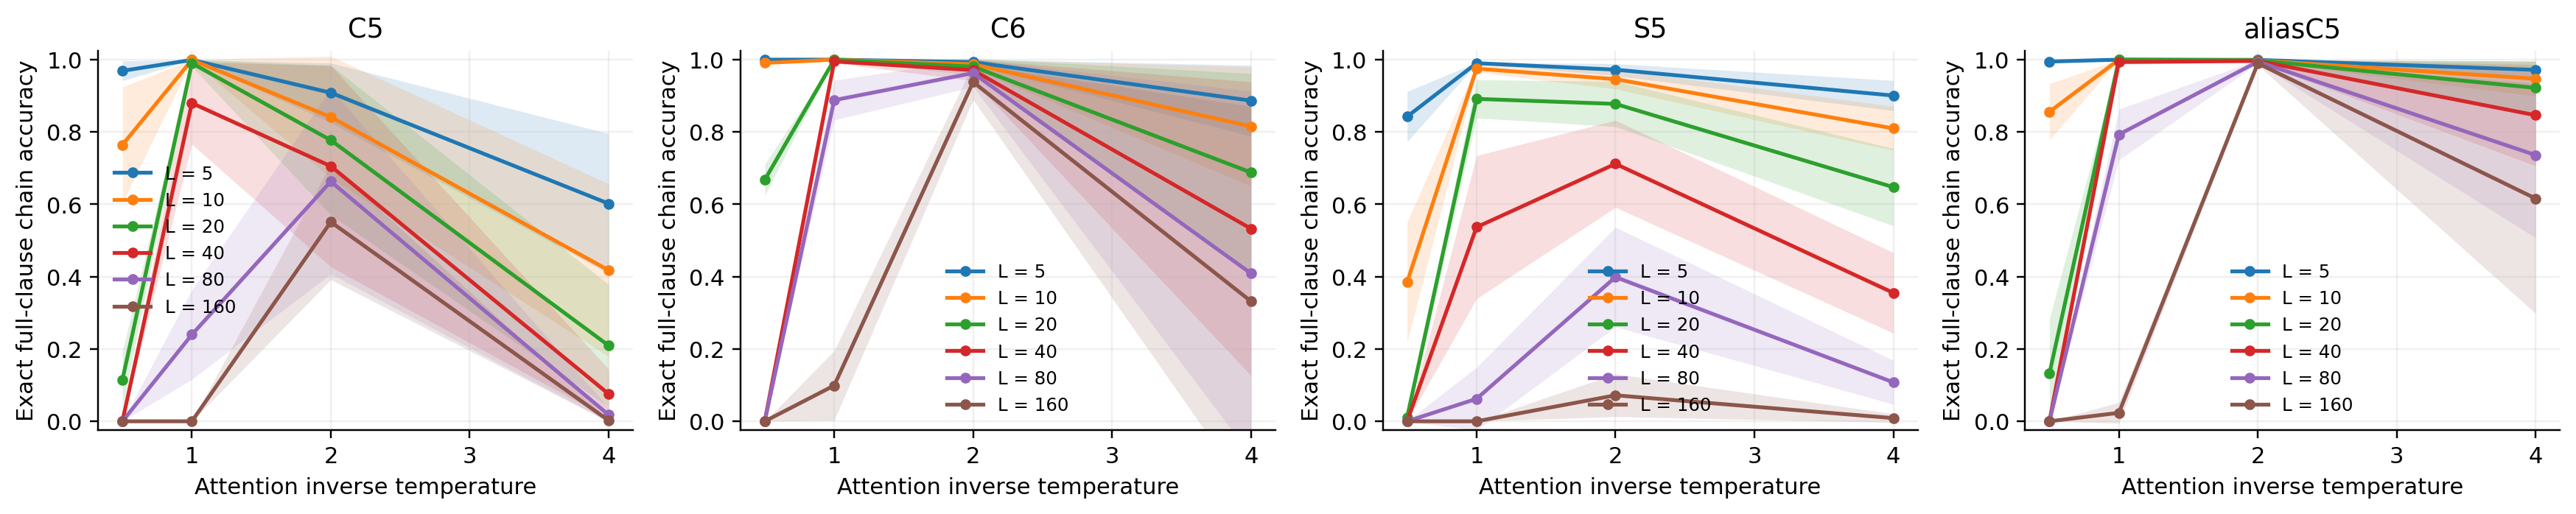 C5
Exact full-clause chain accuracy
1.0
0.8
0.6
0.4
0.2
0.0
L = 5
L = 10
L = 20
L = 40
L = 80
L = 160
1 2 3 4
Attention inverse temperature
C6
Exact full-clause chain accuracy
1.0
0.8
0.6
0.4
0.2
0.0
L = 5
L = 10
L = 20
L = 40
L = 80
L = 160
1 2 3 4
Attention inverse temperature
S5
Exact full-clause chain accuracy
1.0
0.8
0.6
0.4
0.2
0.0
L = 5
L = 10
L = 20
L = 40
L = 80
L = 160
1 2 3 4
Attention inverse temperature
aliasC5
Exact full-clause chain accuracy
1.0
0.8
0.6
0.4
0.2
0.0
L = 5
L = 10
L = 20
L = 40
L = 80
L = 160
1 2 3 4
Attention inverse temperature